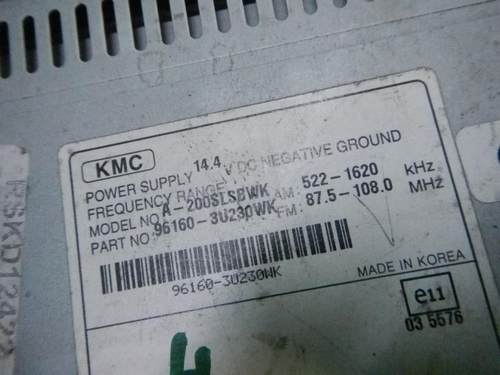 KMC
POWER SUPPLY 14.4 V DC NEGATIVE GROUND
FREQUENCY RANGE: AM: 522-1620 KHz
MODEL NO. A-200SLSBWK FM: 87.5-108.0 MHz
PART NO. 96160-3U230WK
96160-3U230WK
MADE IN KOREA
e11
03 5576